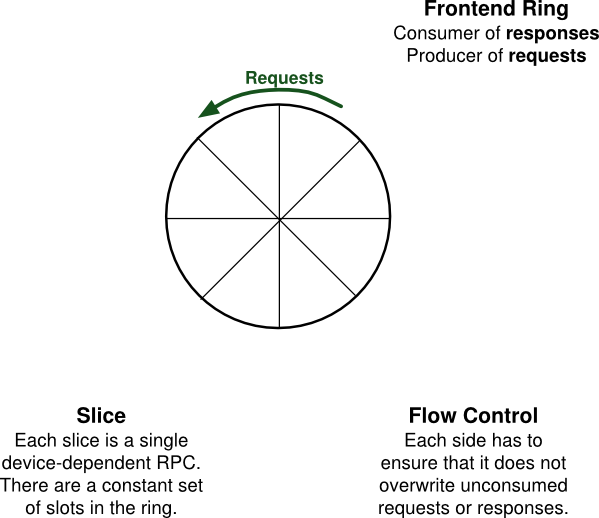 Frontend Ring
Consumer of responses
Producer of requests
Requests
Slice
Each slice is a single
device-dependent RPC.
There are a constant set
of slots in the ring.
Flow Control
Each side has to
ensure that it does not
overwrite unconsumed
requests or responses.